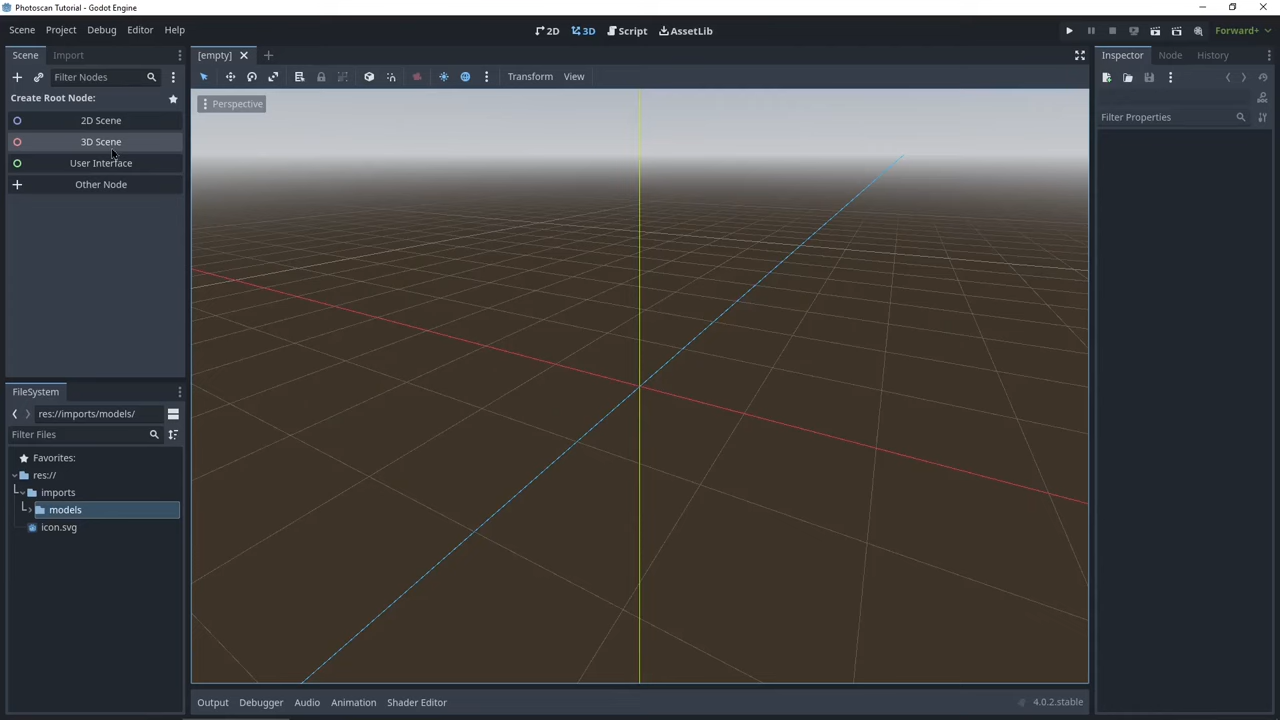 Photoscan Tutorial - Godot Engine
Scene Project Debug Editor Help
2D 3D Script AssetLib
Forward+
Scene Import
[empty]
Inspector Node History
Filter Nodes
Transform View
Create Root Node:
Perspective
2D Scene
3D Scene
User Interface
Other Node
Filter Properties
FileSystem
res://imports/models/
Filter Files
Favorites:
res://
imports
models
icon.svg
Output Debugger Audio Animation Shader Editor
4.0.2.stable